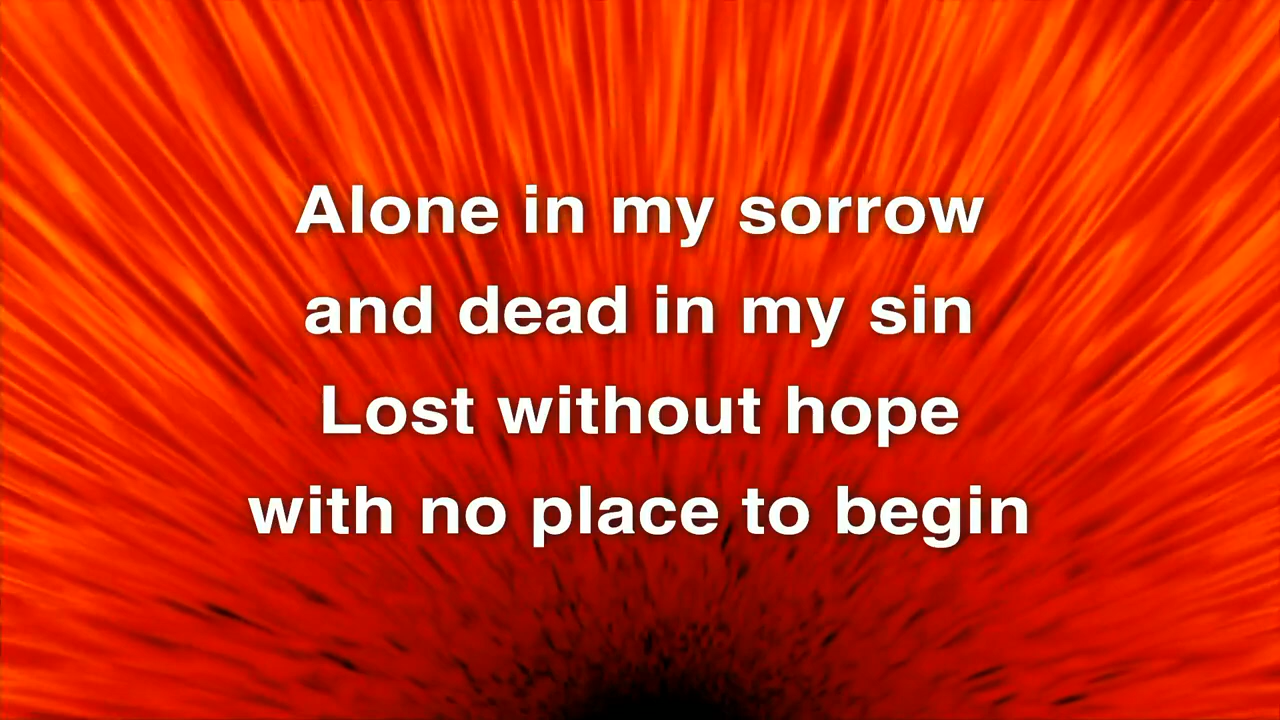 Alone in my sorrow
and dead in my sin
Lost without hope
with no place to begin